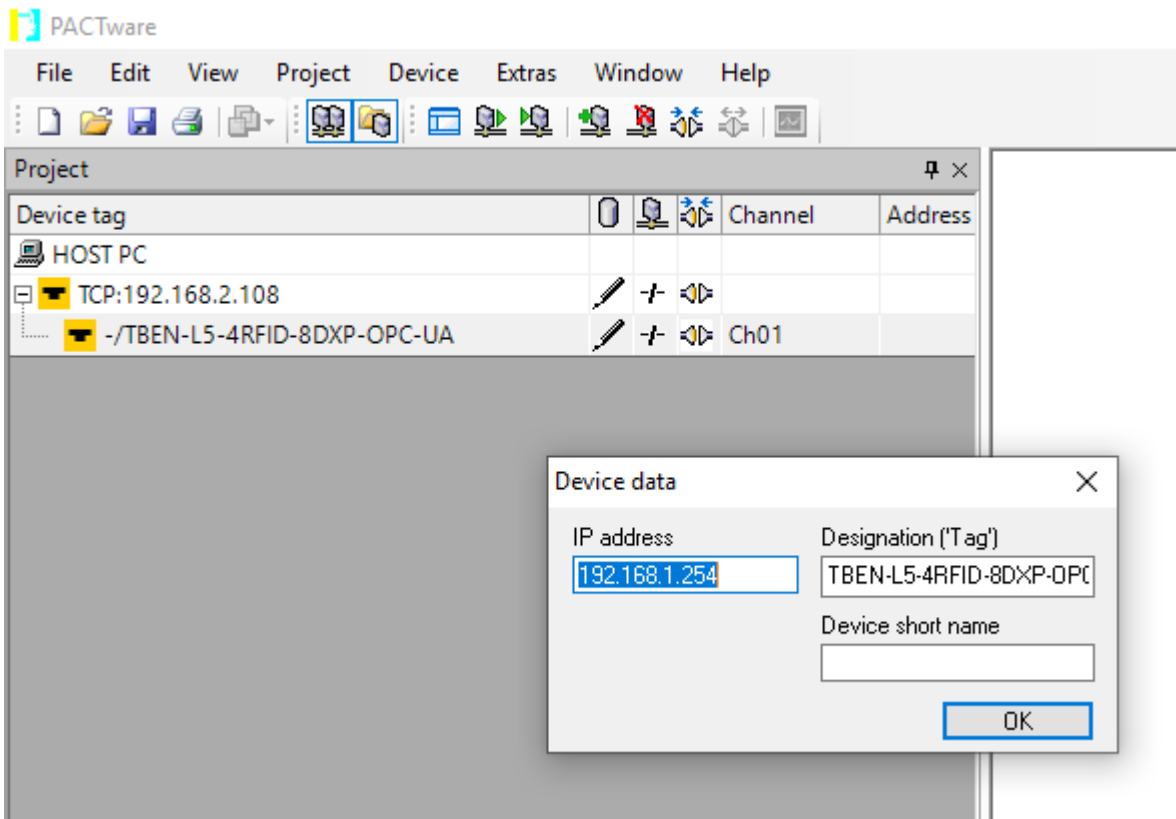 PACTware
File Edit View Project Device Extras Window Help
Project
Device tag Channel Address
HOST PC
TCP:192.168.2.108
-/TBEN-L5-4RFID-8DXP-OPC-UA Ch01
Device data
IP address Designation ('Tag')
192.168.1.254 TBEN-L5-4RFID-8DXP-OP(
Device short name
OK